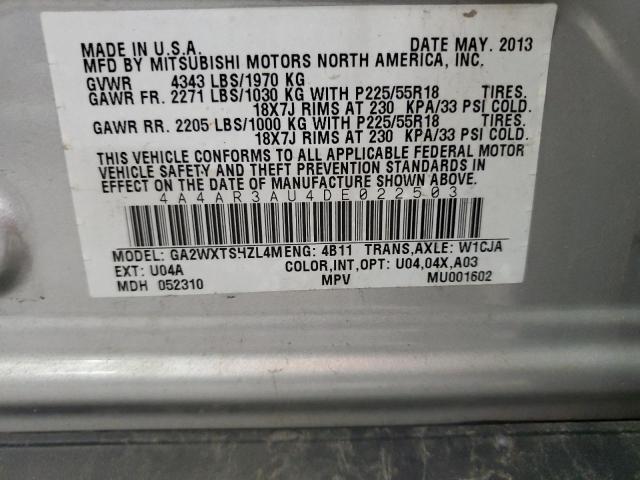 MADE IN U.S.A. DATE MAY. 2013
MFD BY MITSUBISHI MOTORS NORTH AMERICA, INC.
GVWR 4343 LBS/1970 KG
GAWR FR. 2271 LBS/1030 KG WITH P225/55R18 TIRES.
18X7J RIMS AT 230 KPA/33 PSI COLD.
GAWR RR. 2205 LBS/1000 KG WITH P225/55R18 TIRES.
18X7J RIMS AT 230 KPA/33 PSI COLD.
THIS VEHICLE CONFORMS TO ALL APPLICABLE FEDERAL MOTOR
VEHICLE SAFETY AND THEFT PREVENTION STANDARDS IN
EFFECT ON THE DATE OF MANUFACTURE SHOWN ABOVE.
4A4AR3AU4DE022503
MODEL: GA2WXTSHZL4M ENG: 4B11 TRANS,AXLE: W1CJA
EXT: U04A COLOR,INT,OPT: U04,04X,A03
MDH 052310 MPV MU001602